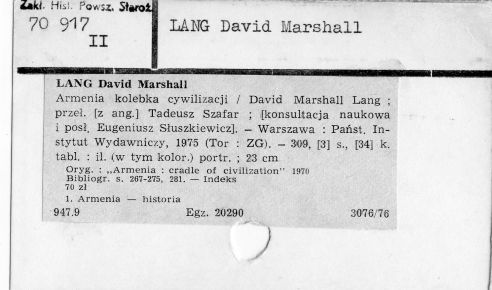 Zakł. Hist. Powsz. Staroż
70 917
II
LANG David Marshall
LANG David Marshall
Armenia kolebka cywilizacji / David Marshall Lang ;
przeł. [z ang.] Tadeusz Szafar ; [konsultacja naukowa
i posł. Eugeniusz Słuszkiewicz]. — Warszawa : Państ. In-
stytut Wydawniczy, 1975 (Tor : ZG). — 309, [3] s., [34] k.
tabl. : il. (w tym kolor.) portr. ; 23 cm
Oryg. : „Armenia : cradle of civilization" 1970
Bibliogr. s. 267-275, 281. — Indeks
70 zł
1. Armenia — historia
947.9 Egz. 20290 3076/76